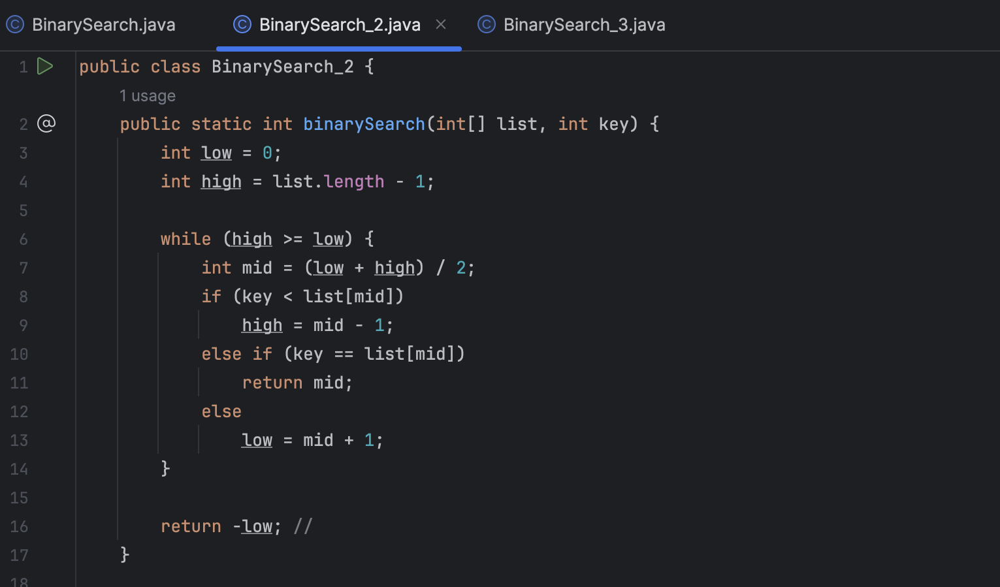 BinarySearch.java BinarySearch_2.java BinarySearch_3.java
1 public class BinarySearch_2 {
1 usage
2 @ public static int binarySearch(int[] list, int key) {
3 int low = 0;
4 int high = list.length - 1;
5
6 while (high >= low) {
7 int mid = (low + high) / 2;
8 if (key < list[mid])
9 high = mid - 1;
10 else if (key == list[mid])
11 return mid;
12 else
13 low = mid + 1;
14 }
15
16 return -low; //
17 }
18